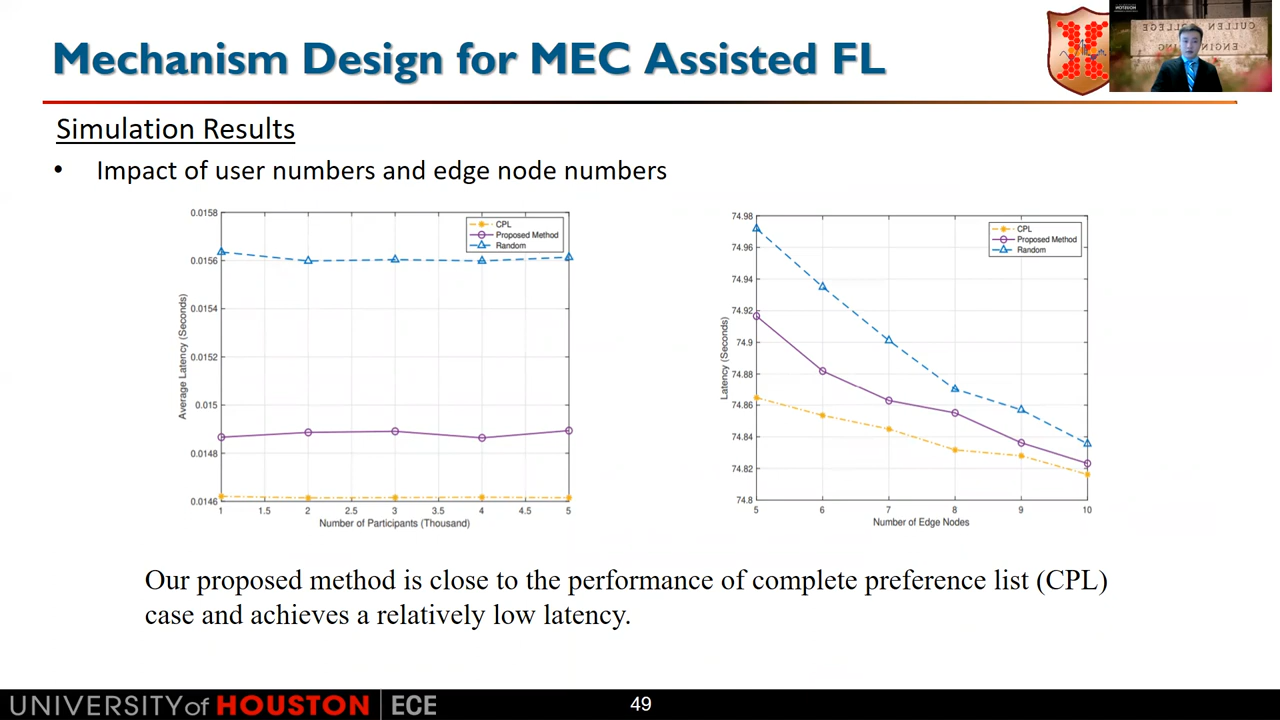 Mechanism Design for MEC Assisted FL
CULLEN COLLEGE
Simulation Results
• Impact of user numbers and edge node numbers
0.0158
0.0156
0.0154
0.0152
0.015
0.0148
0.0146
Average Latency (Seconds)
CPL
Proposed Method
Random
1 1.5 2 2.5 3 3.5 4 4.5 5
Number of Participants (Thousand)
74.98
74.96
74.94
74.92
74.9
74.88
74.86
74.84
74.82
74.8
Latency (Seconds)
CPL
Proposed Method
Random
5 6 7 8 9 10
Number of Edge Nodes
Our proposed method is close to the performance of complete preference list (CPL)
case and achieves a relatively low latency.
UNIVERSITY of HOUSTON | ECE
49